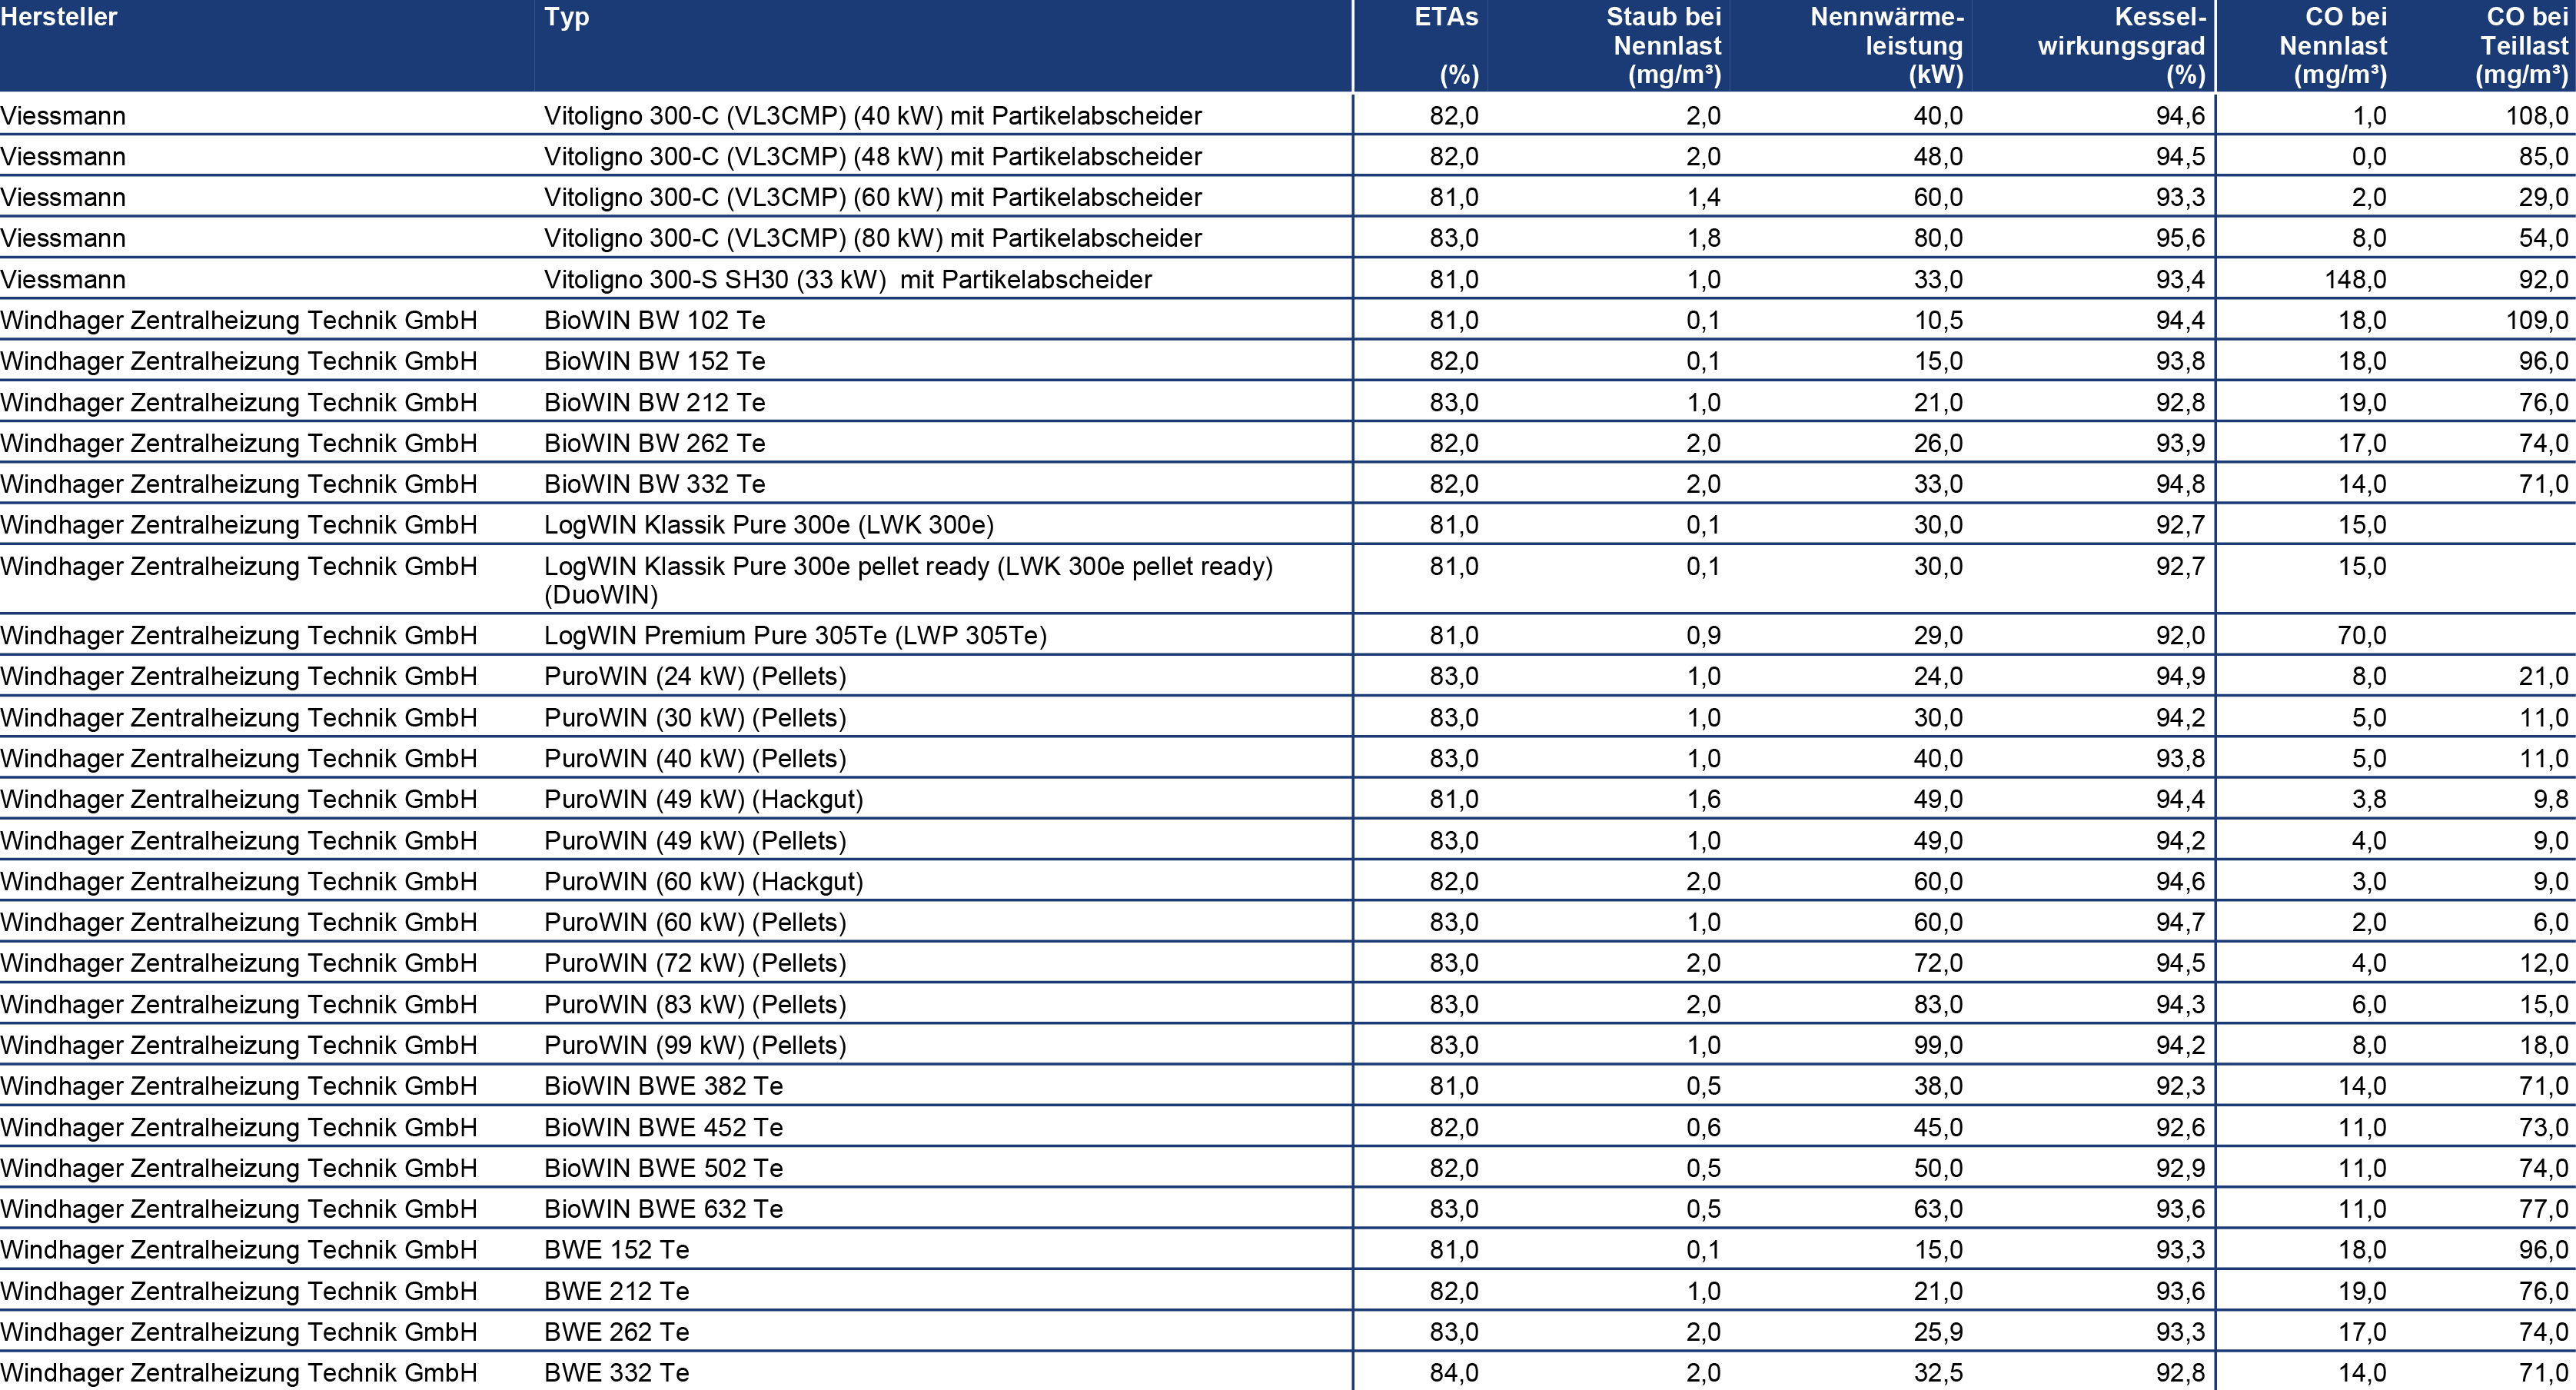 Hersteller Typ ETAs (%) Staub bei Nennlast (mg/m³) Nennwärme-leistung (kW) Kessel-wirkungsgrad (%) CO bei Nennlast (mg/m³) CO bei Teillast (mg/m³)
Viessmann Vitoligno 300-C (VL3CMP) (40 kW) mit Partikelabscheider 82,0 2,0 40,0 94,6 1,0 108,0
Viessmann Vitoligno 300-C (VL3CMP) (48 kW) mit Partikelabscheider 82,0 2,0 48,0 94,5 0,0 85,0
Viessmann Vitoligno 300-C (VL3CMP) (60 kW) mit Partikelabscheider 81,0 1,4 60,0 93,3 2,0 29,0
Viessmann Vitoligno 300-C (VL3CMP) (80 kW) mit Partikelabscheider 83,0 1,8 80,0 95,6 8,0 54,0
Viessmann Vitoligno 300-S SH30 (33 kW)  mit Partikelabscheider 81,0 1,0 33,0 93,4 148,0 92,0
Windhager Zentralheizung Technik GmbH BioWIN BW 102 Te 81,0 0,1 10,5 94,4 18,0 109,0
Windhager Zentralheizung Technik GmbH BioWIN BW 152 Te 82,0 0,1 15,0 93,8 18,0 96,0
Windhager Zentralheizung Technik GmbH BioWIN BW 212 Te 83,0 1,0 21,0 92,8 19,0 76,0
Windhager Zentralheizung Technik GmbH BioWIN BW 262 Te 82,0 2,0 26,0 93,9 17,0 74,0
Windhager Zentralheizung Technik GmbH BioWIN BW 332 Te 82,0 2,0 33,0 94,8 14,0 71,0
Windhager Zentralheizung Technik GmbH LogWIN Klassik Pure 300e (LWK 300e) 81,0 0,1 30,0 92,7 15,0
Windhager Zentralheizung Technik GmbH LogWIN Klassik Pure 300e pellet ready (LWK 300e pellet ready) 81,0 0,1 30,0 92,7 15,0
(DuoWIN)
Windhager Zentralheizung Technik GmbH LogWIN Premium Pure 305Te (LWP 305Te) 81,0 0,9 29,0 92,0 70,0
Windhager Zentralheizung Technik GmbH PuroWIN (24 kW) (Pellets) 83,0 1,0 24,0 94,9 8,0 21,0
Windhager Zentralheizung Technik GmbH PuroWIN (30 kW) (Pellets) 83,0 1,0 30,0 94,2 5,0 11,0
Windhager Zentralheizung Technik GmbH PuroWIN (40 kW) (Pellets) 83,0 1,0 40,0 93,8 5,0 11,0
Windhager Zentralheizung Technik GmbH PuroWIN (49 kW) (Hackgut) 81,0 1,6 49,0 94,4 3,8 9,8
Windhager Zentralheizung Technik GmbH PuroWIN (49 kW) (Pellets) 83,0 1,0 49,0 94,2 4,0 9,0
Windhager Zentralheizung Technik GmbH PuroWIN (60 kW) (Hackgut) 82,0 2,0 60,0 94,6 3,0 9,0
Windhager Zentralheizung Technik GmbH PuroWIN (60 kW) (Pellets) 83,0 1,0 60,0 94,7 2,0 6,0
Windhager Zentralheizung Technik GmbH PuroWIN (72 kW) (Pellets) 83,0 2,0 72,0 94,5 4,0 12,0
Windhager Zentralheizung Technik GmbH PuroWIN (83 kW) (Pellets) 83,0 2,0 83,0 94,3 6,0 15,0
Windhager Zentralheizung Technik GmbH PuroWIN (99 kW) (Pellets) 83,0 1,0 99,0 94,2 8,0 18,0
Windhager Zentralheizung Technik GmbH BioWIN BWE 382 Te 81,0 0,5 38,0 92,3 14,0 71,0
Windhager Zentralheizung Technik GmbH BioWIN BWE 452 Te 82,0 0,6 45,0 92,6 11,0 73,0
Windhager Zentralheizung Technik GmbH BioWIN BWE 502 Te 82,0 0,5 50,0 92,9 11,0 74,0
Windhager Zentralheizung Technik GmbH BioWIN BWE 632 Te 83,0 0,5 63,0 93,6 11,0 77,0
Windhager Zentralheizung Technik GmbH BWE 152 Te 81,0 0,1 15,0 93,3 18,0 96,0
Windhager Zentralheizung Technik GmbH BWE 212 Te 82,0 1,0 21,0 93,6 19,0 76,0
Windhager Zentralheizung Technik GmbH BWE 262 Te 83,0 2,0 25,9 93,3 17,0 74,0
Windhager Zentralheizung Technik GmbH BWE 332 Te 84,0 2,0 32,5 92,8 14,0 71,0